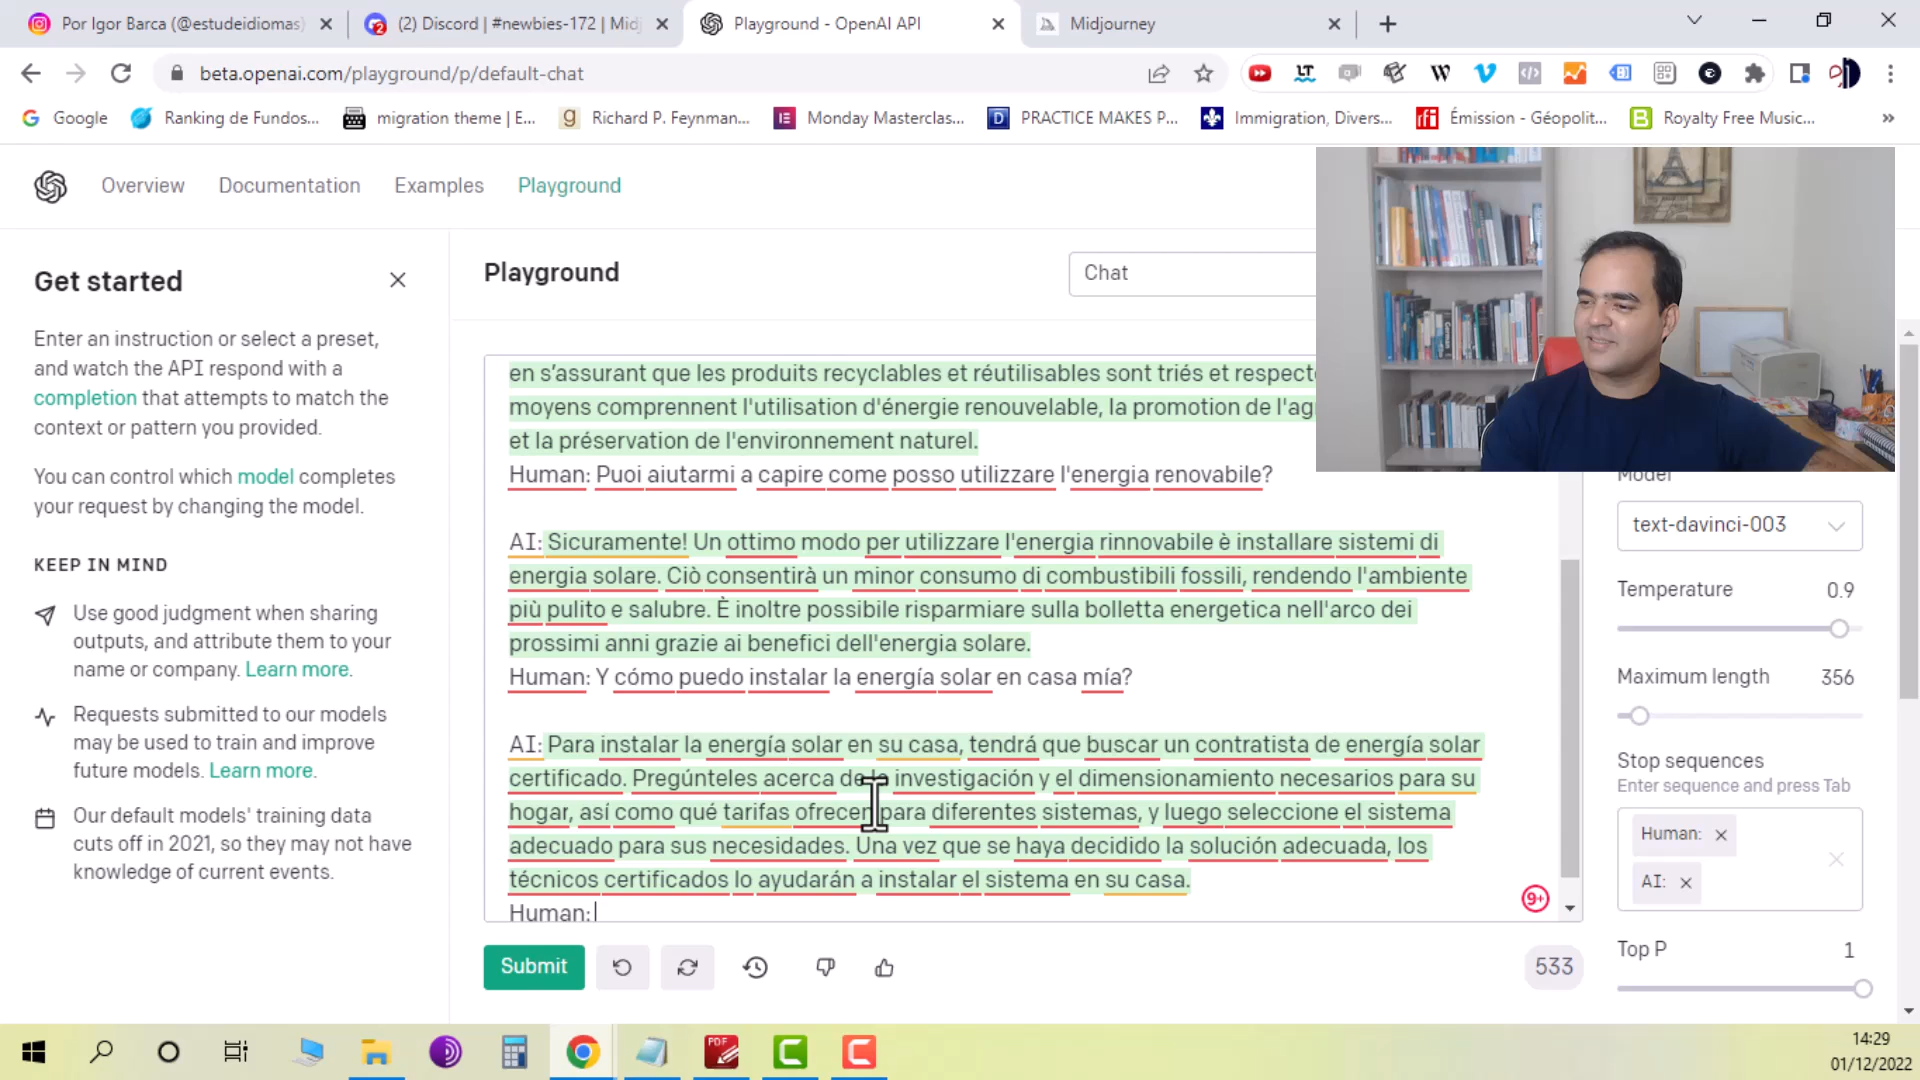 Por Igor Barca (@estudeidiomas)
(2) Discord | #newbies-172 | Midj
Playground - OpenAI API
Midjourney
beta.openai.com/playground/p/default-chat
Google
Ranking de Fundos...
migration theme | E...
Richard P. Feynman...
Monday Masterclas...
PRACTICE MAKES P...
Immigration, Divers...
Émission - Géopolit...
Royalty Free Music...
Overview
Documentation
Examples
Playground
Get started
Enter an instruction or select a preset,
and watch the API respond with a
completion that attempts to match the
context or pattern you provided.
You can control which model completes
your request by changing the model.
KEEP IN MIND
Use good judgment when sharing
outputs, and attribute them to your
name or company. Learn more.
Requests submitted to our models
may be used to train and improve
future models. Learn more.
Our default models' training data
cuts off in 2021, so they may not have
knowledge of current events.
Playground
Chat
en s'assurant que les produits recyclables et réutilisables sont triés et respect
moyens comprennent l'utilisation d'énergie renouvelable, la promotion de l'ag
et la préservation de l'environnement naturel.
Human: Puoi aiutarmi a capire come posso utilizzare l'energia renovabile?
AI: Sicuramente! Un ottimo modo per utilizzare l'energia rinnovabile è installare sistemi di
energia solare. Ciò consentirà un minor consumo di combustibili fossili, rendendo l'ambiente
più pulito e salubre. È inoltre possibile risparmiare sulla bolletta energetica nell'arco dei
prossimi anni grazie ai benefici dell'energia solare.
Human: Y cómo puedo instalar la energía solar en casa mía?
AI: Para instalar la energía solar en su casa, tendrá que buscar un contratista de energía solar
certificado. Pregúnteles acerca de la investigación y el dimensionamiento necesarios para su
hogar, así como qué tarifas ofrecen para diferentes sistemas, y luego seleccione el sistema
adecuado para sus necesidades. Una vez que se haya decidido la solución adecuada, los
técnicos certificados lo ayudarán a instalar el sistema en su casa.
Human:
9+
Submit
533
Model
text-davinci-003
Temperature 0.9
Maximum length 356
Stop sequences
Enter sequence and press Tab
Human:
AI:
Top P 1
14:29
01/12/2022